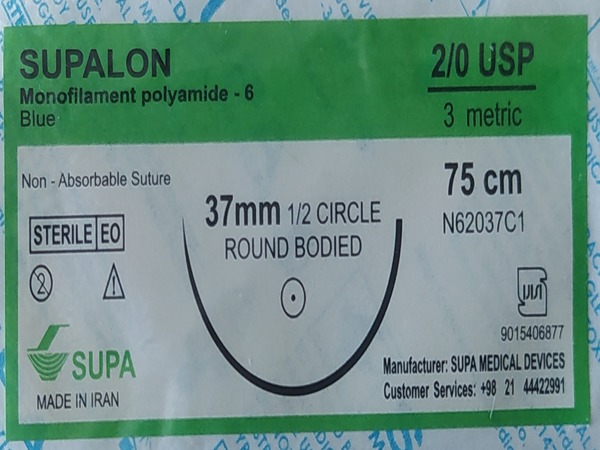 SUPALON
Monofilament polyamide - 6
Blue
2/0 USP
3 metric
Non - Absorbable Suture
37mm 1/2 CIRCLE
ROUND BODIED
75 cm
N62037C1
STERILE EO
2
9015406877
SUPA
MADE IN IRAN
Manufacturer: SUPA MEDICAL DEVICES
Customer Services: +98 21 44422991